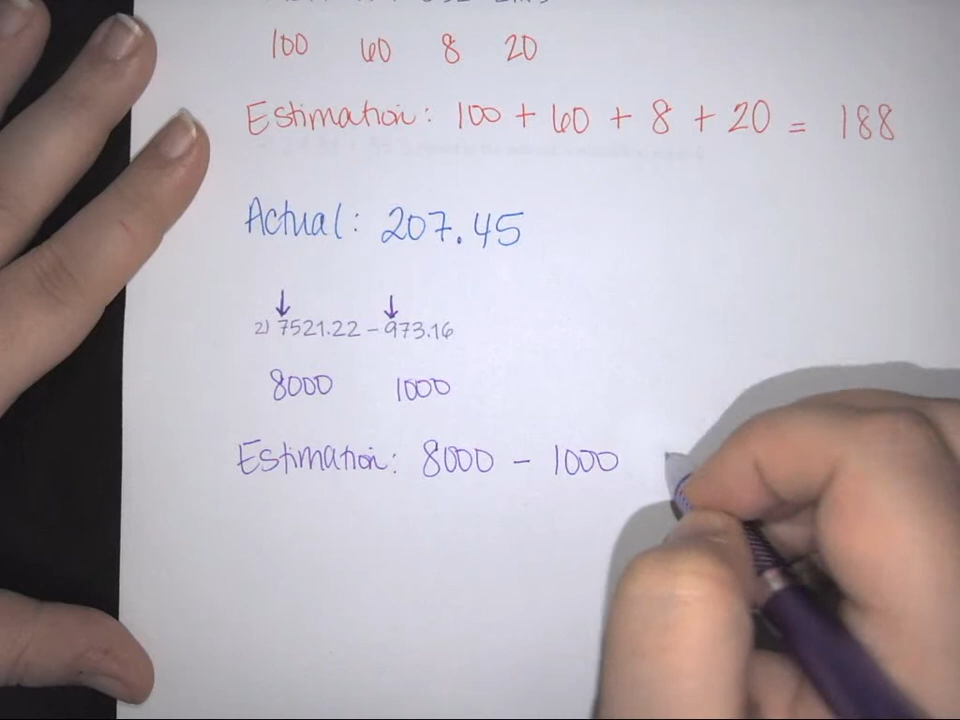 100 60 8 20
Estimation: 100 + 60 + 8 + 20 = 188
Actual: 207.45
2) 7521.22 - 973.16
8000 1000
Estimation: 8000 - 1000